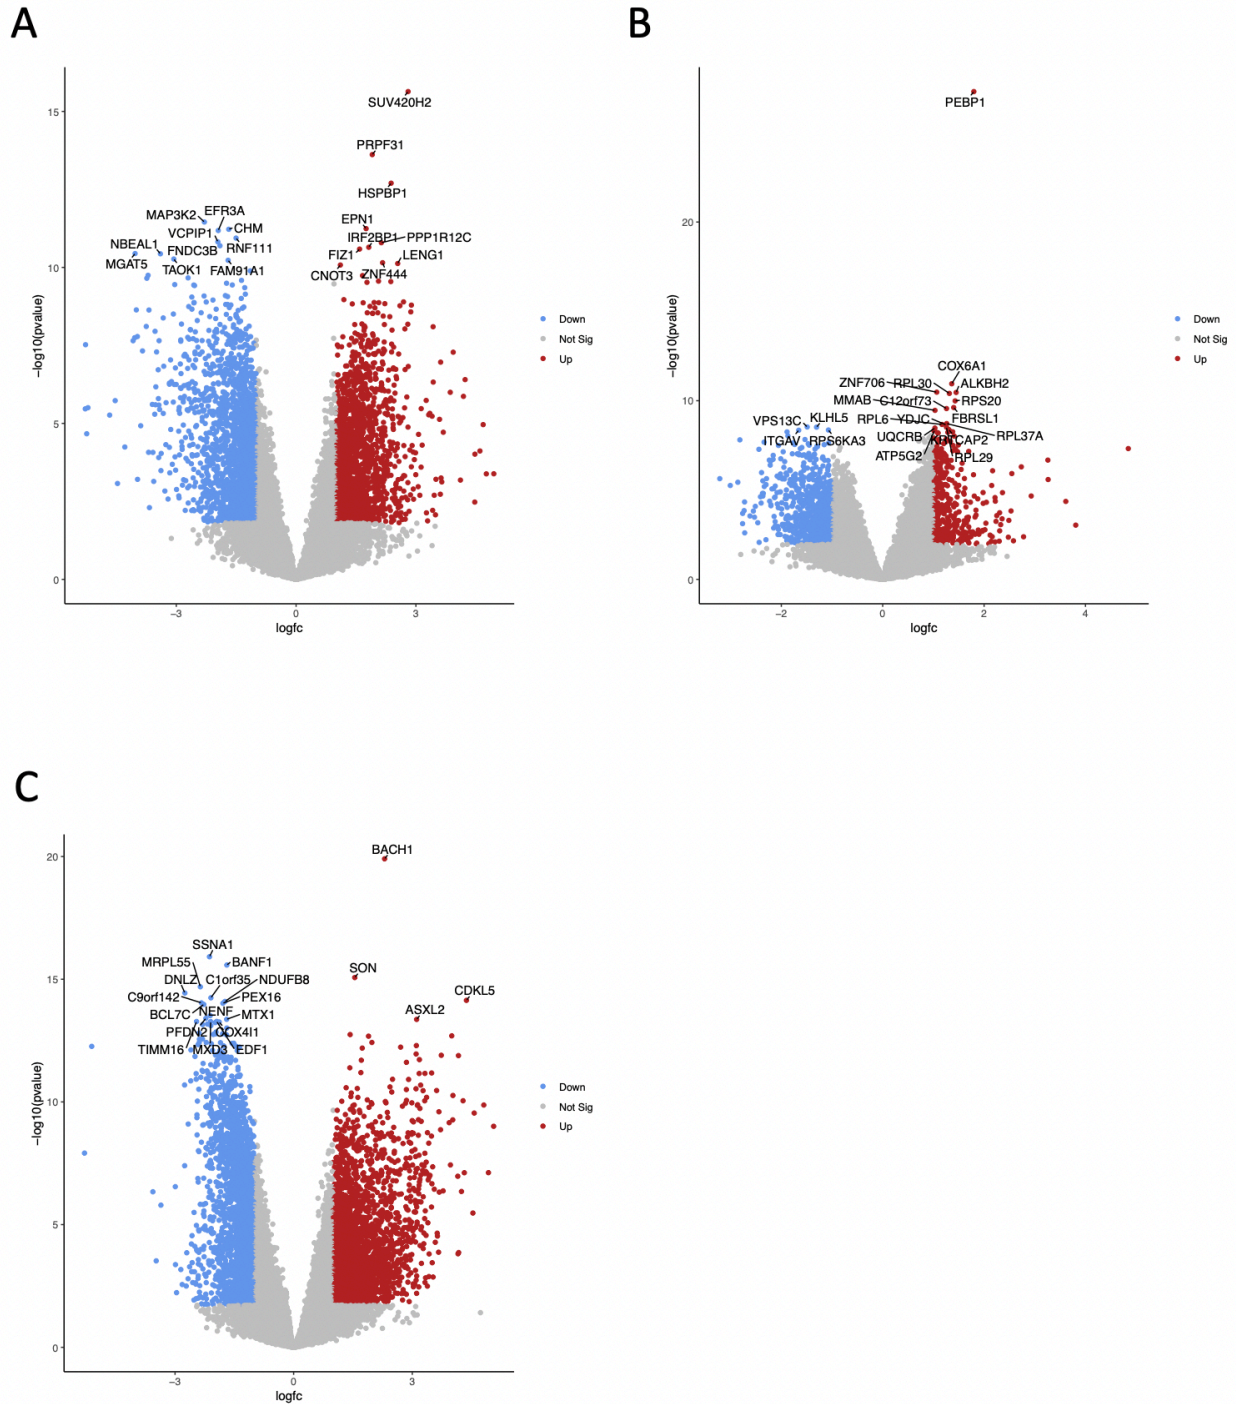 A
15
10
5
0
−log10(pvalue)
SUV420H2
PRPF31
HSPBP1
MAP3K2
EFR3A
EPN1
VCPIP1
CHM
IRF2BP1
PPP1R12C
NBEAL1
FNDC3B
RNF111
FIZ1
LENG1
MGAT5
TAOK1
FAM91A1
CNOT3
ZNF444
−3
0
3
logfc
Down
Not Sig
Up
B
20
10
0
−log10(pvalue)
PEBP1
COX6A1
ZNF706
RPL30
ALKBH2
MMAB
C12orf73
RPS20
VPS13C
KLHL5
RPL6
YDJC
FBRSL1
ITGAV
RPS6KA3
UQCRB
KRTCAP2
RPL37A
ATP5G2
RPL29
−2
0
2
4
logfc
Down
Not Sig
Up
C
20
15
10
5
0
−log10(pvalue)
BACH1
SSNA1
MRPL55
BANF1
SON
DNLZ
C1orf35
NDUFB8
CDKL5
C9orf142
PEX16
BCL7C
NENF
MTX1
ASXL2
PFDN2
COX4I1
TIMM16
MXD3
EDF1
−3
0
3
logfc
Down
Not Sig
Up